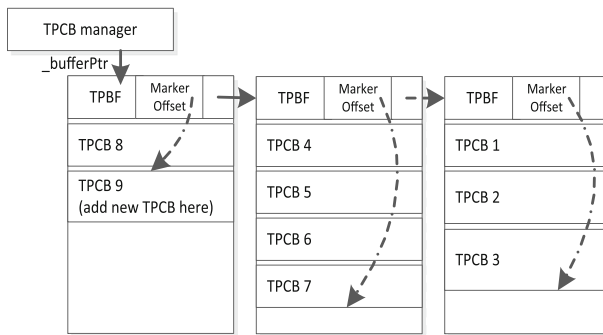 TPCB manager
_bufferPtr
TPBF
Marker
Offset
TPCB 8
TPCB 9
(add new TPCB here)
TPBF
Marker
Offset
TPCB 4
TPCB 5
TPCB 6
TPCB 7
TPBF
Marker
Offset
TPCB 1
TPCB 2
TPCB 3